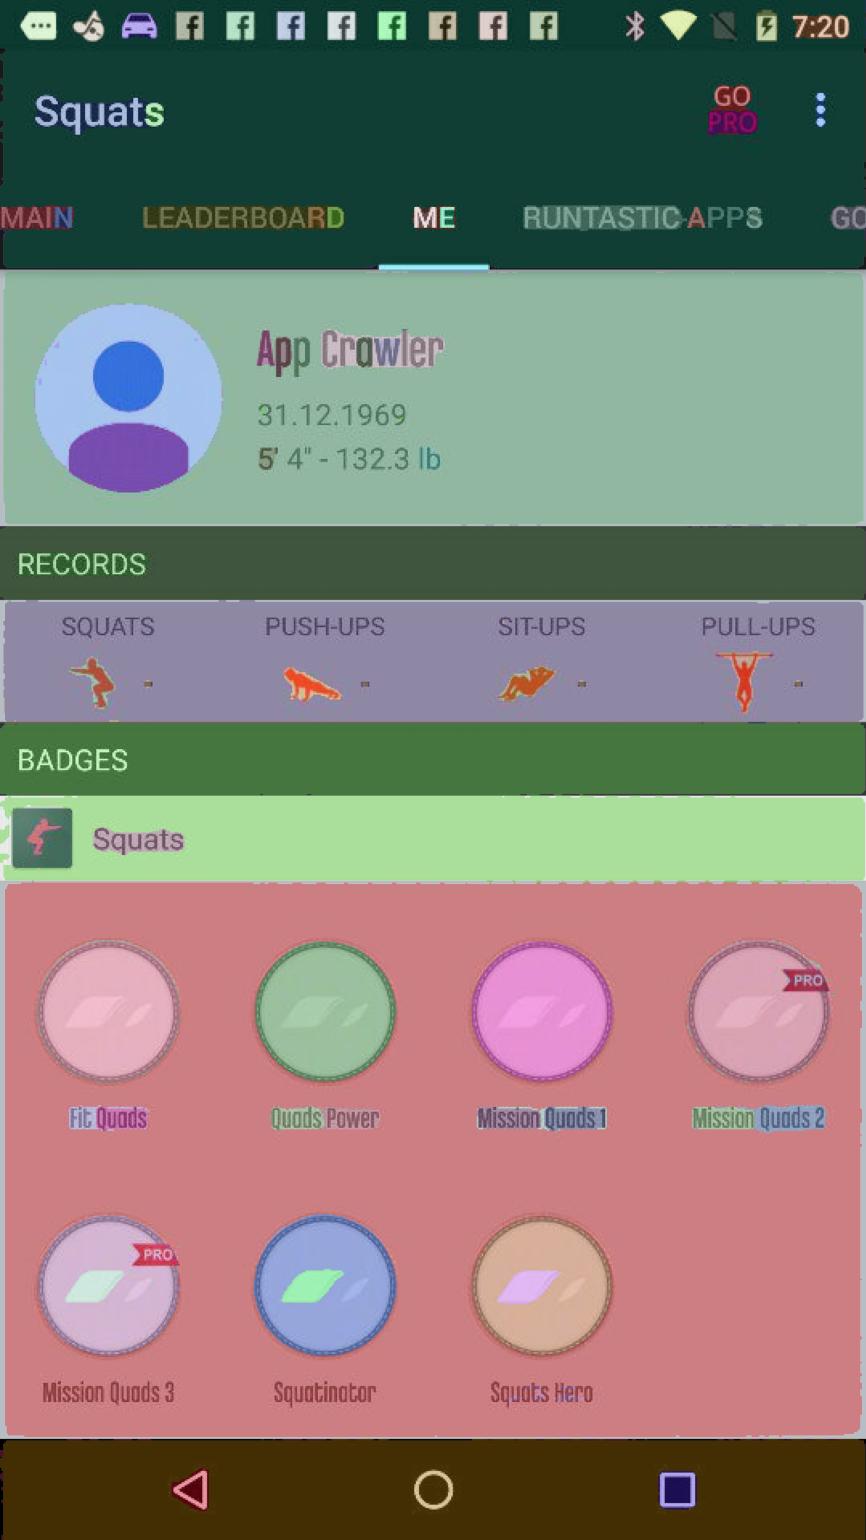 7:20
Squats
GO PRO
MAIN LEADERBOARD ME RUNTASTIC APPS GO
App Crawler
31.12.1969
5' 4" - 132.3 lb
RECORDS
SQUATS PUSH-UPS SIT-UPS PULL-UPS
- - - -
BADGES
Squats
PRO
Fit Quads Quads Power Mission Quads 1 Mission Quads 2
PRO
Mission Quads 3 Squatinator Squats Hero